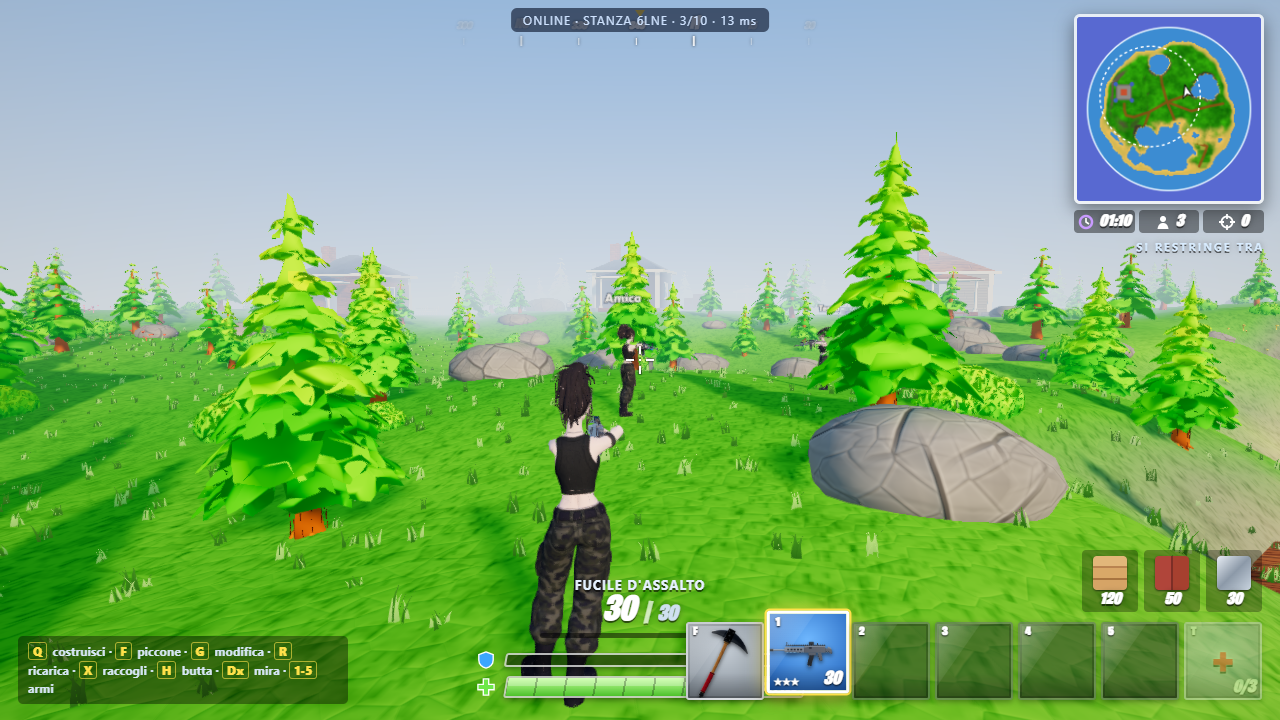 ONLINE · STANZA 6LNE · 3/10 · 13 ms
01:10
3
0
SI RESTRINGE TRA
Amico
FUCILE D'ASSALTO
30 / 30
120
50
30
Q costruisci · F piccone · G modifica · R
ricarica · X raccogli · H butta · Dx mira · 1-5
armi
F
1
30
2
3
4
5
T
0/3